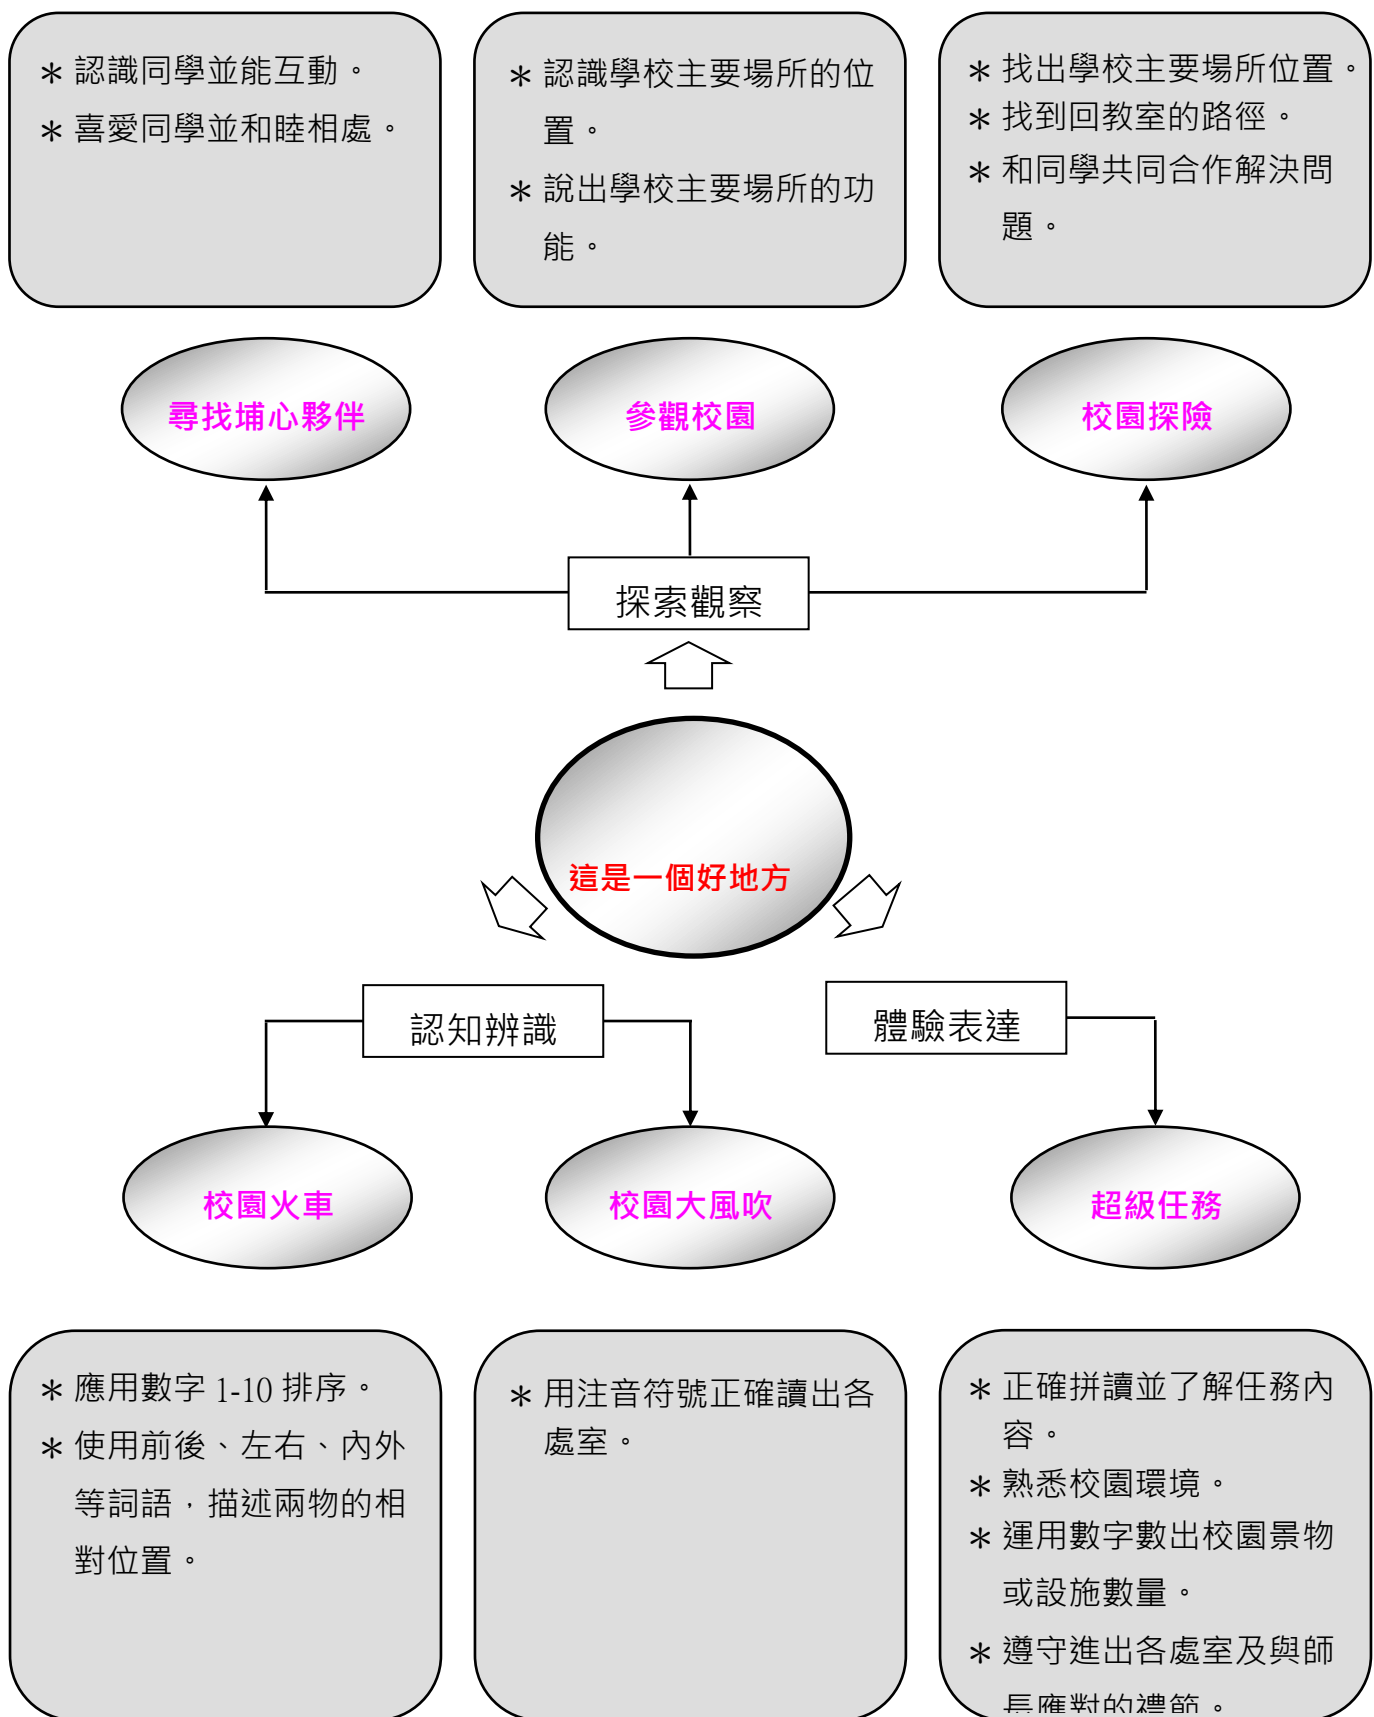 ＊ 認識同學並能互動。
＊ 喜愛同學並和睦相處。
＊ 認識學校主要場所的位
置。
＊ 說出學校主要場所的功
能。
＊ 找出學校主要場所位置。
＊ 找到回教室的路徑。
＊ 和同學共同合作解決問
題。
尋找埔心夥伴
參觀校園
校園探險
探索觀察
這是一個好地方
認知辨識
體驗表達
校園火車
校園大風吹
超級任務
＊ 應用數字 1-10 排序。
＊ 使用前後、左右、內外
等詞語，描述兩物的相
對位置。
＊ 用注音符號正確讀出各
處室。
＊ 正確拼讀並了解任務內
容。
＊ 熟悉校園環境。
＊ 運用數字數出校園景物
或設施數量。
＊ 遵守進出各處室及與師
長應對的禮節。